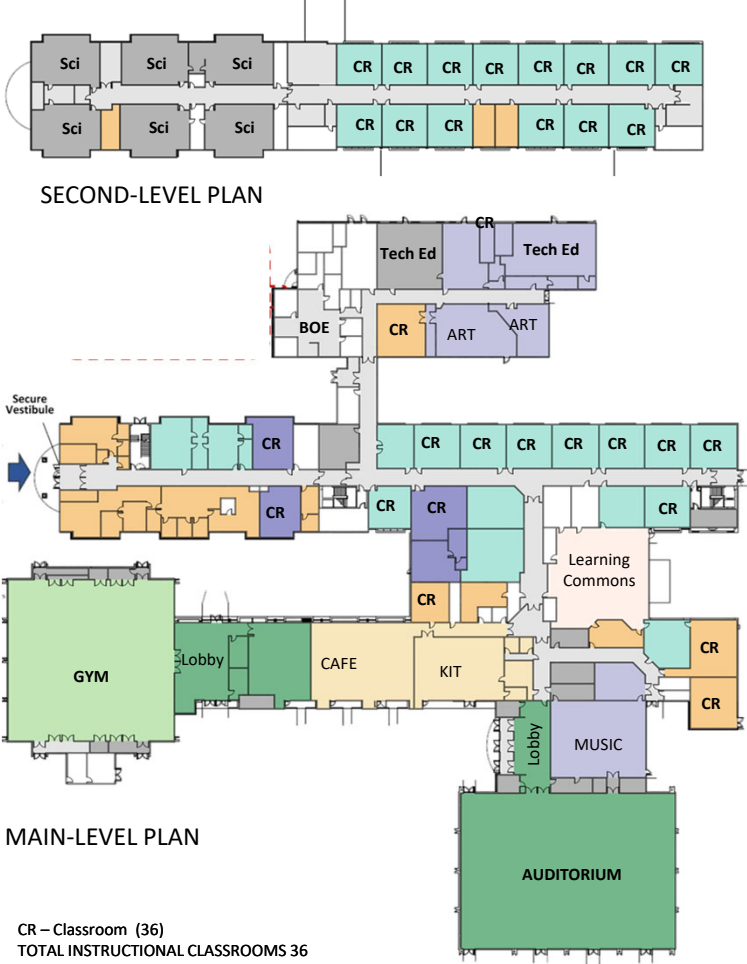 Sci
Sci
Sci
CR
CR
CR
CR
CR
CR
CR
CR
Sci
Sci
Sci
CR
CR
CR
CR
CR
CR
SECOND-LEVEL PLAN
CR
Tech Ed
Tech Ed
BOE
CR
ART
ART
Secure
Vestibule
CR
CR
CR
CR
CR
CR
CR
CR
CR
CR
CR
CR
CR
Learning
Commons
CR
CR
Lobby
CAFE
KIT
GYM
CR
Lobby
MUSIC
MAIN-LEVEL PLAN
AUDITORIUM
CR – Classroom (36)
TOTAL INSTRUCTIONAL CLASSROOMS 36